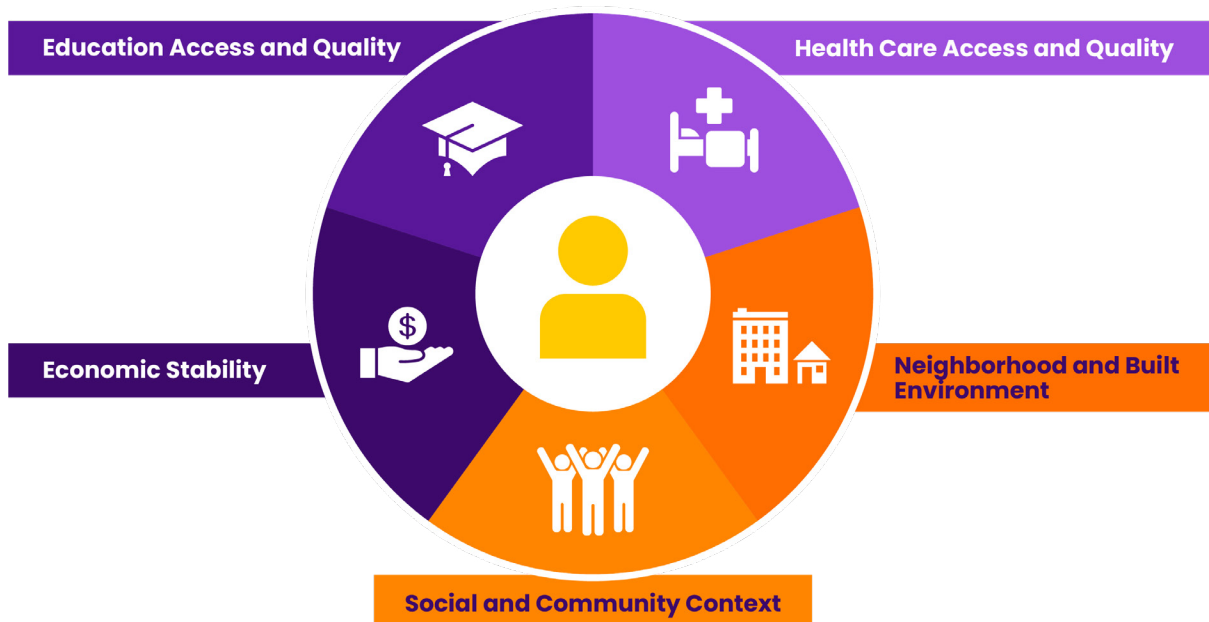 Education Access and Quality
Health Care Access and Quality
$
Economic Stability
Neighborhood and Built
Environment
Social and Community Context